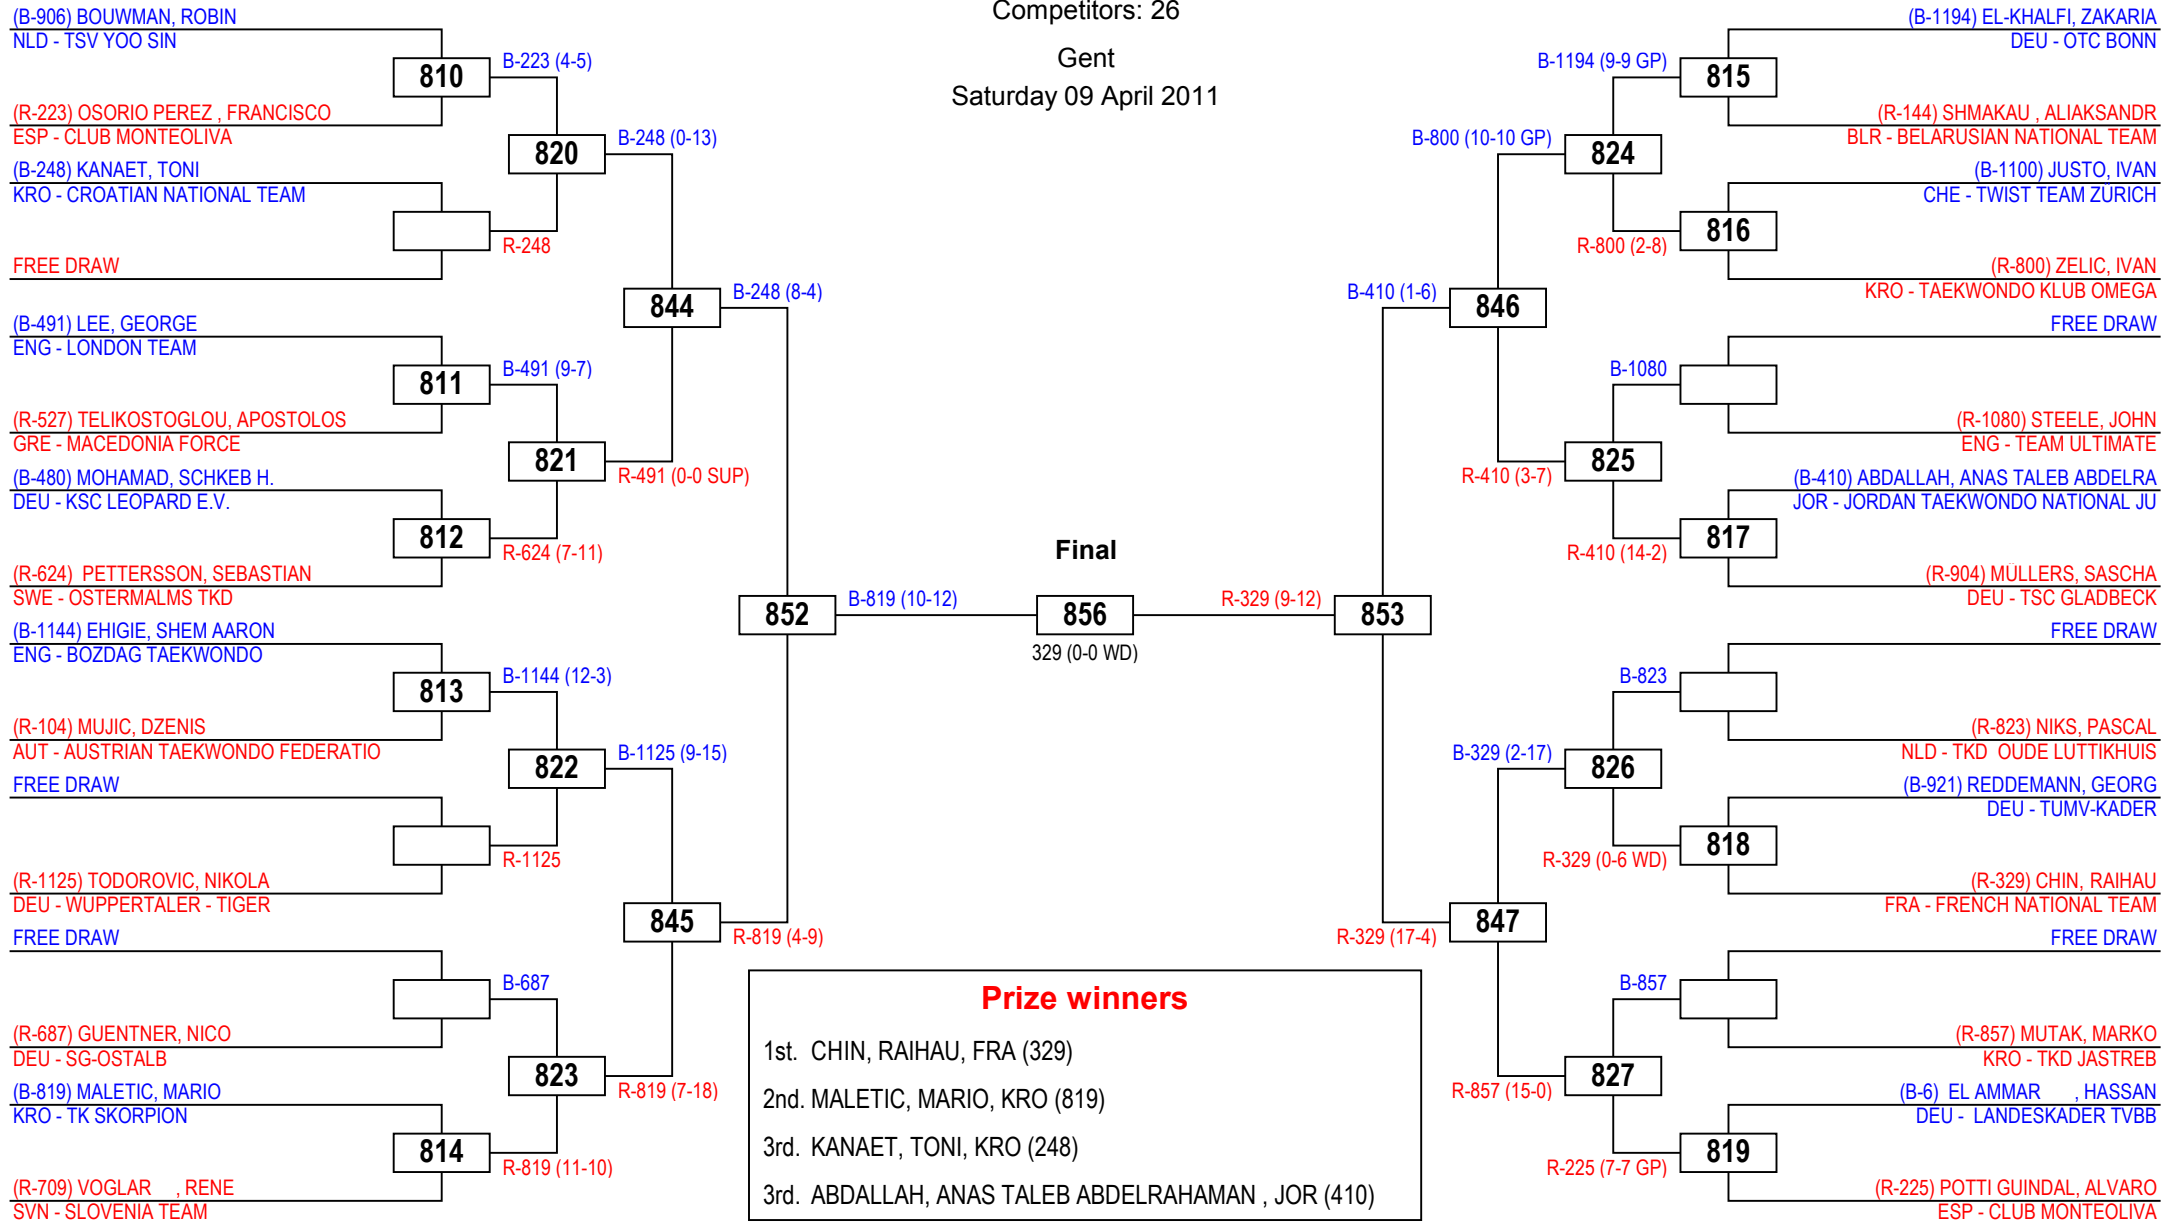 Competitors: 26
Gent
Saturday 09 April 2011
(B-906) BOUWMAN, ROBIN
NLD - TSV YOO SIN
810
B-223 (4-5)
(R-223) OSORIO PEREZ , FRANCISCO
ESP - CLUB MONTEOLIVA
820
B-248 (0-13)
(B-248) KANAET, TONI
KRO - CROATIAN NATIONAL TEAM
R-248
FREE DRAW
844
B-248 (8-4)
(B-491) LEE, GEORGE
ENG - LONDON TEAM
811
B-491 (9-7)
(R-527) TELIKOSTOGLOU, APOSTOLOS
GRE - MACEDONIA FORCE
821
R-491 (0-0 SUP)
(B-480) MOHAMAD, SCHKEB H.
DEU - KSC LEOPARD E.V.
812
R-624 (7-11)
(R-624) PETTERSSON, SEBASTIAN
SWE - OSTERMALMS TKD
852
B-819 (10-12)
(B-1144) EHIGIE, SHEM AARON
ENG - BOZDAG TAEKWONDO
813
B-1144 (12-3)
(R-104) MUJIC, DZENIS
AUT - AUSTRIAN TAEKWONDO FEDERATIO
822
B-1125 (9-15)
FREE DRAW
R-1125
(R-1125) TODOROVIC, NIKOLA
DEU - WUPPERTALER - TIGER
845
R-819 (4-9)
FREE DRAW
B-687
(R-687) GUENTNER, NICO
DEU - SG-OSTALB
823
R-819 (7-18)
(B-819) MALETIC, MARIO
KRO - TK SKORPION
814
R-819 (11-10)
(R-709) VOGLAR , RENE
SVN - SLOVENIA TEAM
Final
856
329 (0-0 WD)
(B-1194) EL-KHALFI, ZAKARIA
DEU - OTC BONN
B-1194 (9-9 GP)
815
(R-144) SHMAKAU , ALIAKSANDR
BLR - BELARUSIAN NATIONAL TEAM
B-800 (10-10 GP)
824
(B-1100) JUSTO, IVAN
CHE - TWIST TEAM ZÜRICH
R-800 (2-8)
816
(R-800) ZELIC, IVAN
KRO - TAEKWONDO KLUB OMEGA
B-410 (1-6)
846
FREE DRAW
B-1080
(R-1080) STEELE, JOHN
ENG - TEAM ULTIMATE
R-410 (3-7)
825
(B-410) ABDALLAH, ANAS TALEB ABDELRA
JOR - JORDAN TAEKWONDO NATIONAL JU
R-410 (14-2)
817
(R-904) MÜLLERS, SASCHA
DEU - TSC GLADBECK
R-329 (9-12)
853
FREE DRAW
B-823
(R-823) NIKS, PASCAL
NLD - TKD OUDE LUTTIKHUIS
B-329 (2-17)
826
(B-921) REDDEMANN, GEORG
DEU - TUMV-KADER
R-329 (0-6 WD)
818
(R-329) CHIN, RAIHAU
FRA - FRENCH NATIONAL TEAM
R-329 (17-4)
847
FREE DRAW
B-857
(R-857) MUTAK, MARKO
KRO - TKD JASTREB
R-857 (15-0)
827
(B-6) EL AMMAR , HASSAN
DEU - LANDESKADER TVBB
R-225 (7-7 GP)
819
(R-225) POTTI GUINDAL, ALVARO
ESP - CLUB MONTEOLIVA
Prize winners
1st. CHIN, RAIHAU, FRA (329)
2nd. MALETIC, MARIO, KRO (819)
3rd. KANAET, TONI, KRO (248)
3rd. ABDALLAH, ANAS TALEB ABDELRAHAMAN , JOR (410)